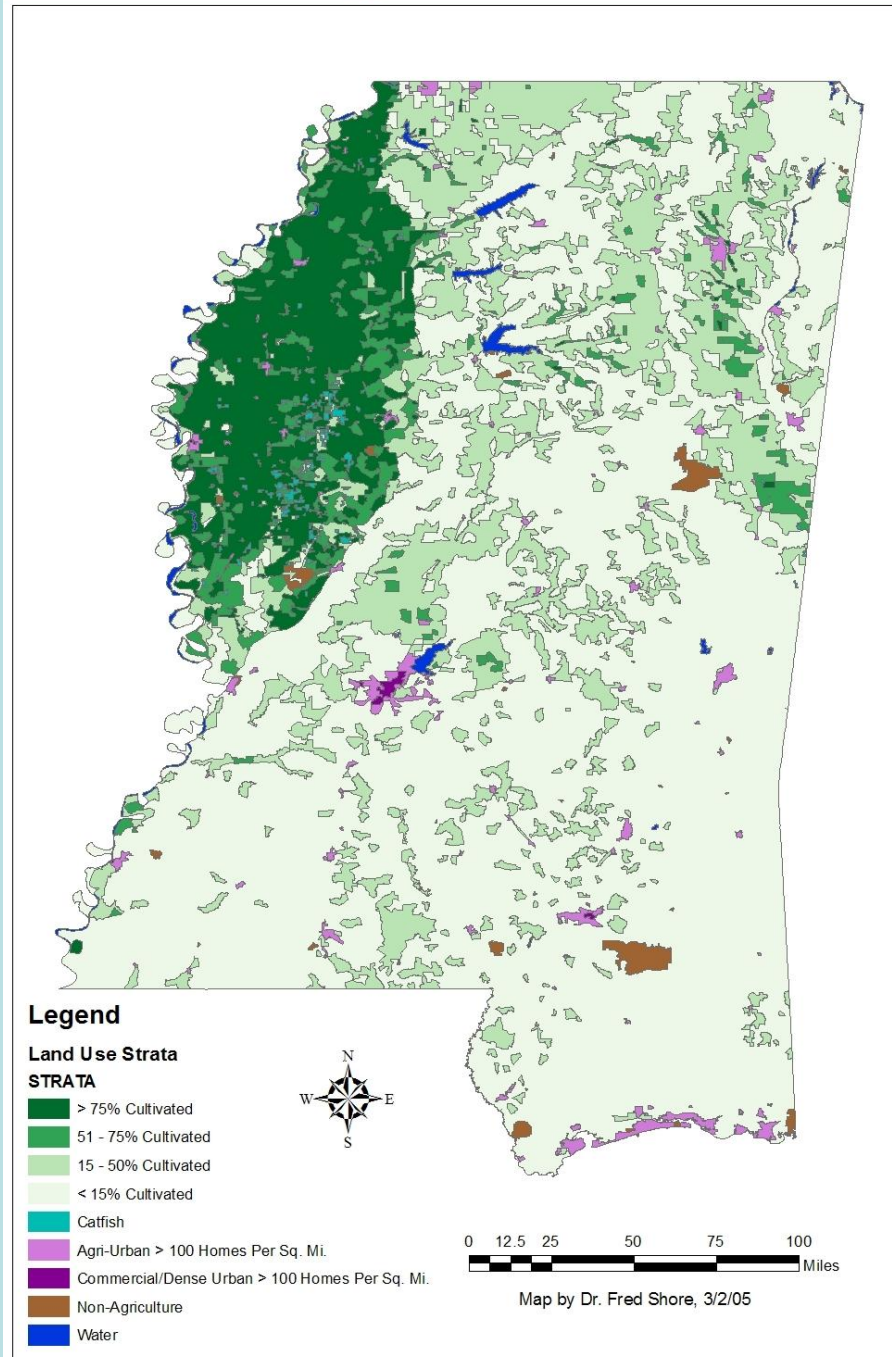 Legend
Land Use Strata
STRATA
> 75% Cultivated
51 - 75% Cultivated
15 - 50% Cultivated
< 15% Cultivated
Catfish
Agri-Urban > 100 Homes Per Sq. Mi.
Commercial/Dense Urban > 100 Homes Per Sq. Mi.
Non-Agriculture
Water
N
W E
S
0 12.5 25 50 75 100
Miles
Map by Dr. Fred Shore, 3/2/05